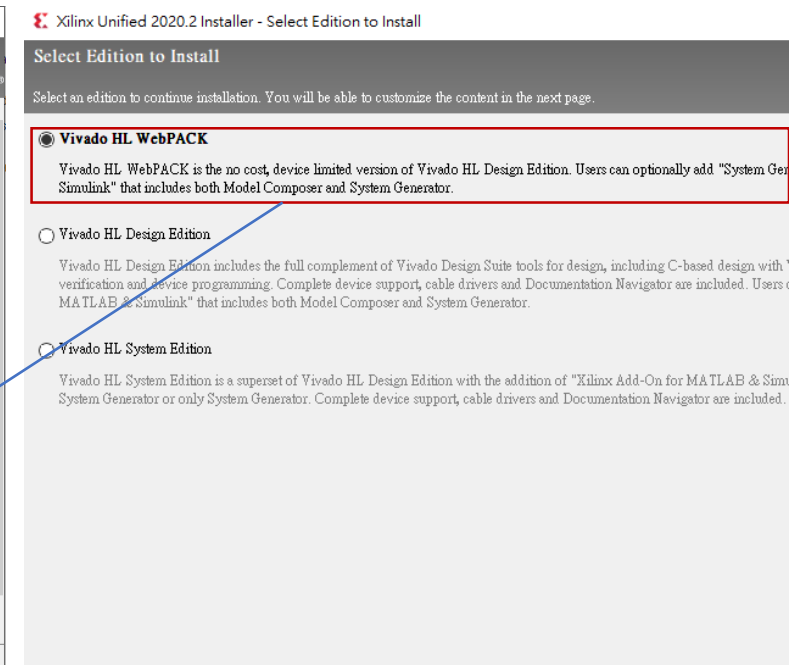 Xilinx Unified 2020.2 Installer - Select Edition to Install
Select Edition to Install
Select an edition to continue installation. You will be able to customize the content in the next page.
Vivado HL WebPACK
Vivado HL WebPACK is the no cost, device limited version of Vivado HL Design Edition. Users can optionally add "System Ger
Simulink" that includes both Model Composer and System Generator.
Vivado HL Design Edition
Vivado HL Design Edition includes the full complement of Vivado Design Suite tools for design, including C-based design with
verification and device programming. Complete device support, cable drivers and Documentation Navigator are included. Users
MATLAB & Simulink" that includes both Model Composer and System Generator.
Vivado HL System Edition
Vivado HL System Edition is a superset of Vivado HL Design Edition with the addition of "Xilinx Add-On for MATLAB & Simu
System Generator or only System Generator. Complete device support, cable drivers and Documentation Navigator are included.